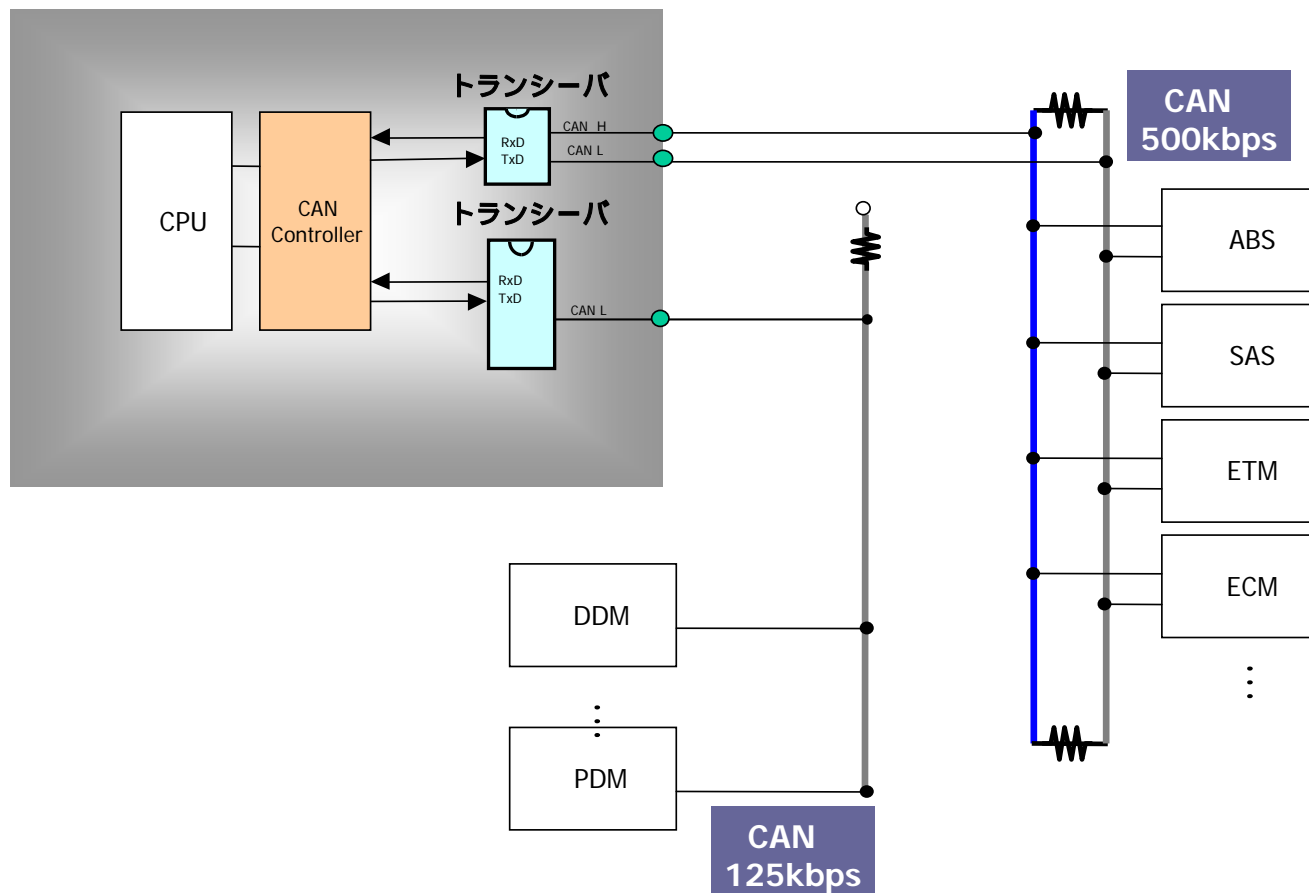 トランシーバ
CAN
500kbps
CPU
CAN
Controller
RxD
TxD
CAN H
CAN L
トランシーバ
RxD
TxD
CAN L
ABS
SAS
ETM
ECM
⋮
DDM
⋮
PDM
CAN
125kbps